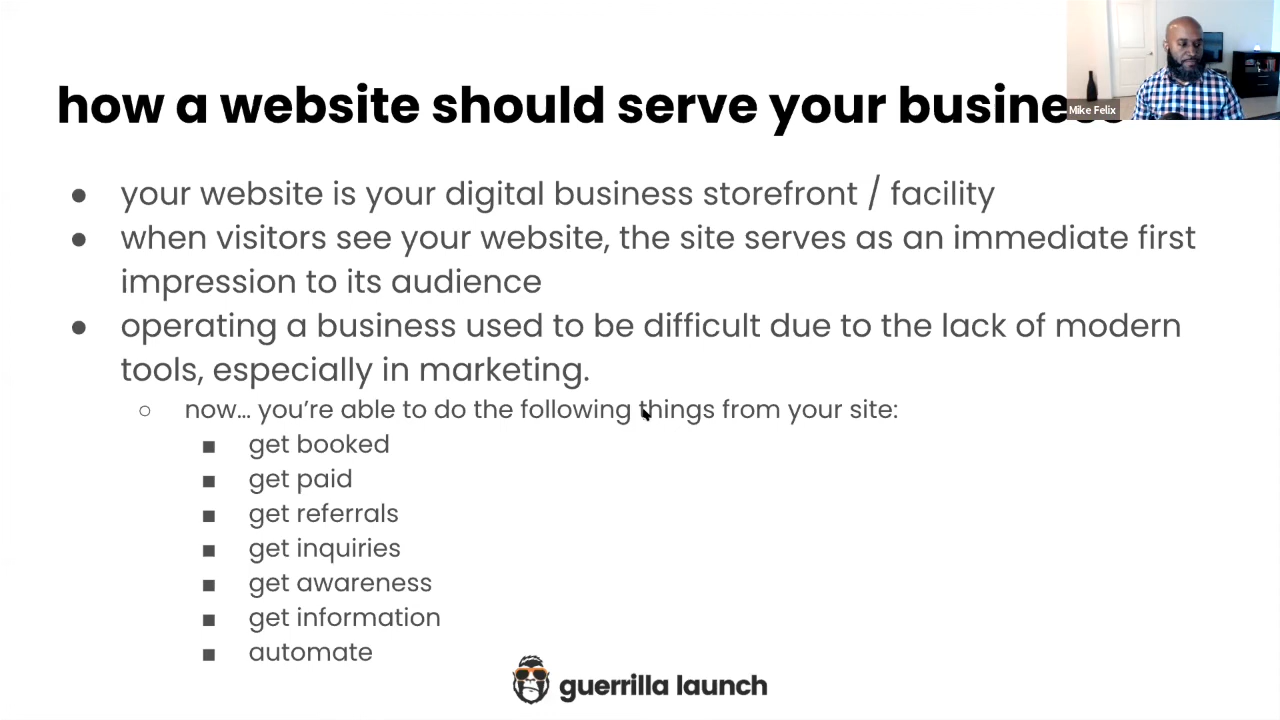 how a website should serve your busine
Mike Felix
● your website is your digital business storefront / facility
● when visitors see your website, the site serves as an immediate first
impression to its audience
● operating a business used to be difficult due to the lack of modern
tools, especially in marketing.
○ now... you're able to do the following things from your site:
■ get booked
■ get paid
■ get referrals
■ get inquiries
■ get awareness
■ get information
■ automate
guerrilla launch